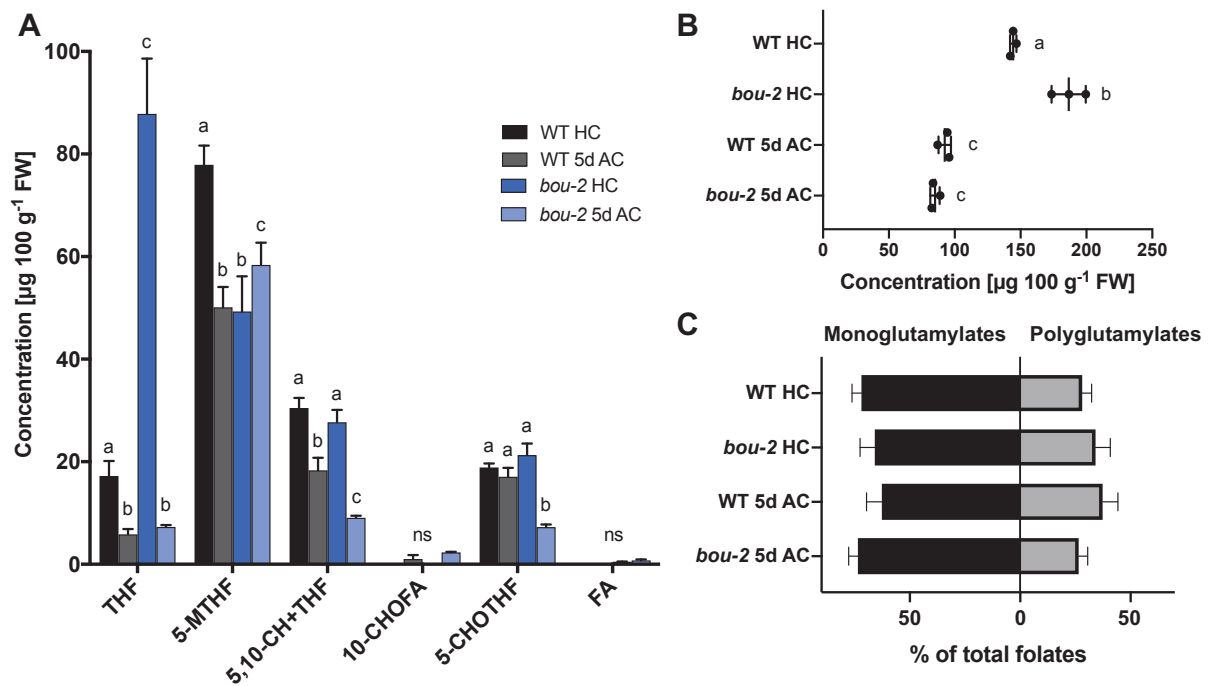 A
Concentration [µg 100 g-1 FW]
100
80
60
40
20
0
a
b
c
b
a
b
b
c
a
b
a
c
ns
a
a
a
b
ns
THF
5-MTHF
5,10-CH+THF
10-CHOFA
5-CHOTHF
FA
WT HC
WT 5d AC
bou-2 HC
bou-2 5d AC
B
WT HC
a
bou-2 HC
b
WT 5d AC
c
bou-2 5d AC
c
0 50 100 150 200 250
Concentration [µg 100 g-1 FW]
C
Monoglutamylates Polyglutamylates
WT HC
bou-2 HC
WT 5d AC
bou-2 5d AC
50 0 50
% of total folates